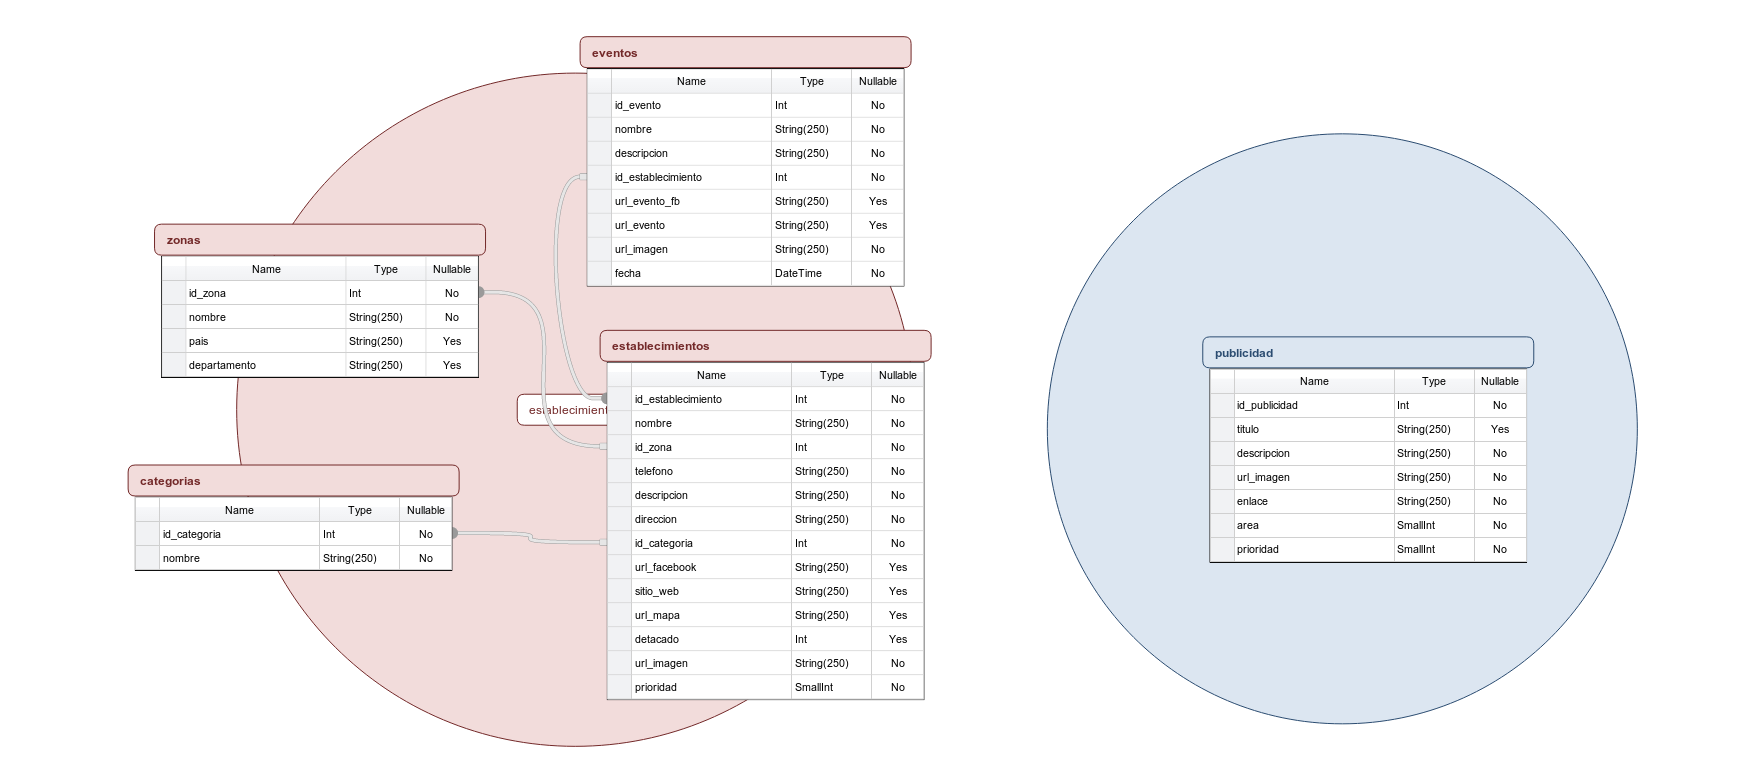 eventos
Name Type Nullable
id_evento Int No
nombre String(250) No
descripcion String(250) No
id_establecimiento Int No
url_evento_fb String(250) Yes
url_evento String(250) Yes
url_imagen String(250) No
fecha DateTime No
zonas
Name Type Nullable
id_zona Int No
nombre String(250) No
pais String(250) Yes
departamento String(250) Yes
establecimient
establecimientos
Name Type Nullable
id_establecimiento Int No
nombre String(250) No
id_zona Int No
telefono String(250) No
descripcion String(250) No
direccion String(250) No
id_categoria Int No
url_facebook String(250) Yes
sitio_web String(250) Yes
url_mapa String(250) Yes
detacado Int Yes
url_imagen String(250) No
prioridad SmallInt No
categorias
Name Type Nullable
id_categoria Int No
nombre String(250) No
publicidad
Name Type Nullable
id_publicidad Int No
titulo String(250) Yes
descripcion String(250) No
url_imagen String(250) No
enlace String(250) No
area SmallInt No
prioridad SmallInt No